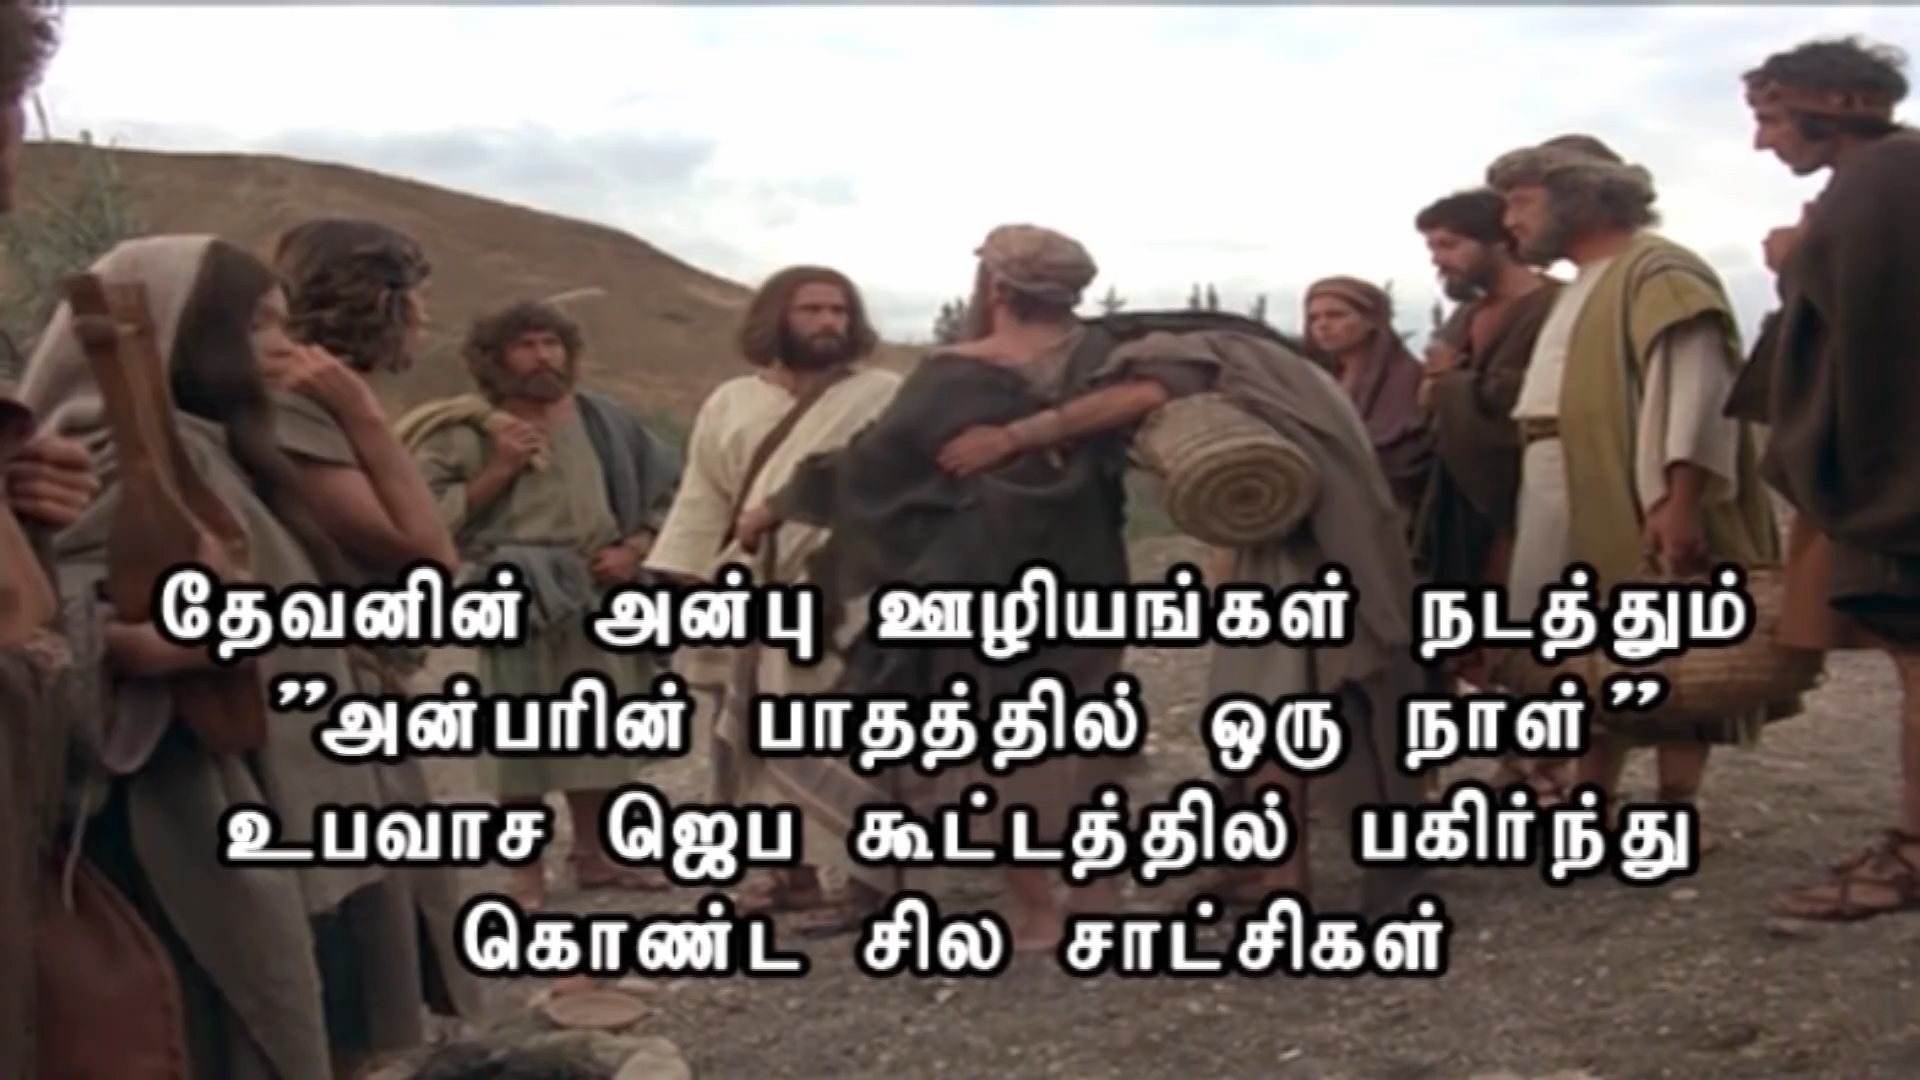 தேவனின் அன்பு ஊழியங்கள் நடத்தும்
”அன்பரின் பாதத்தில் ஒரு நாள்”
உபவாச ஜெப கூட்டத்தில் பகிர்ந்து
கொண்ட சில சாட்சிகள்